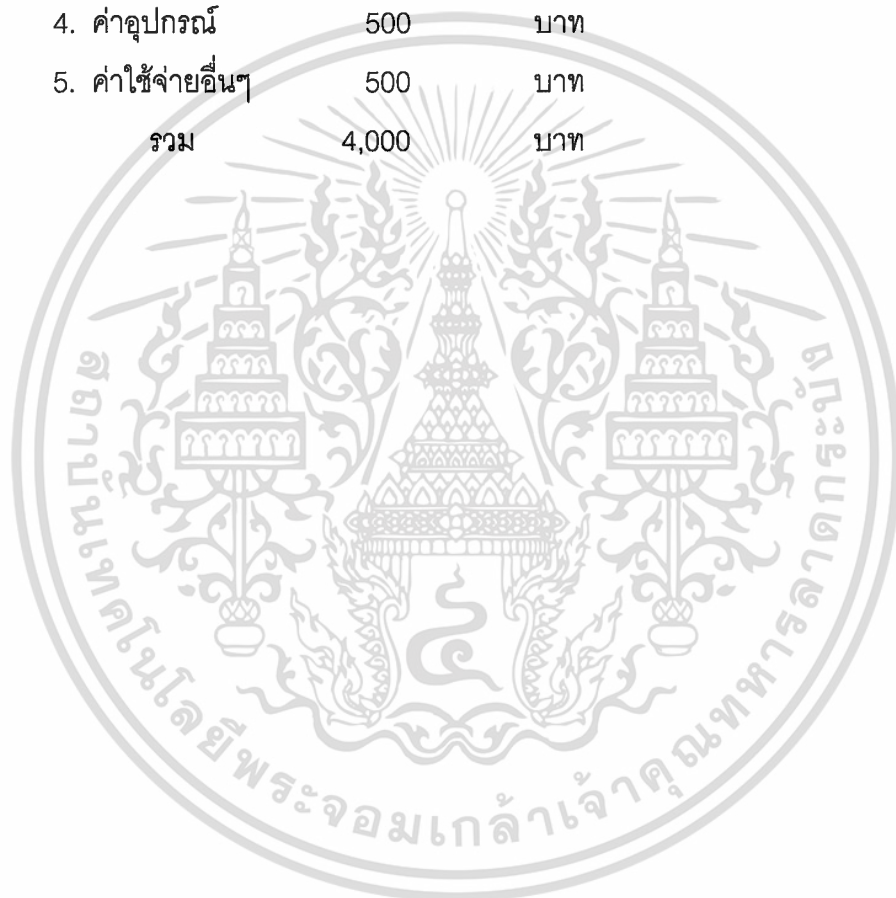 4. ค่าอุปกรณ์ 500 บาท
5. ค่าใช้จ่ายอื่นๆ 500 บาท
รวม 4,000 บาท
๔
สถาบันเทคโนโลยีพระจอมเกล้าเจ้าคุณทหารลาดกระบัง